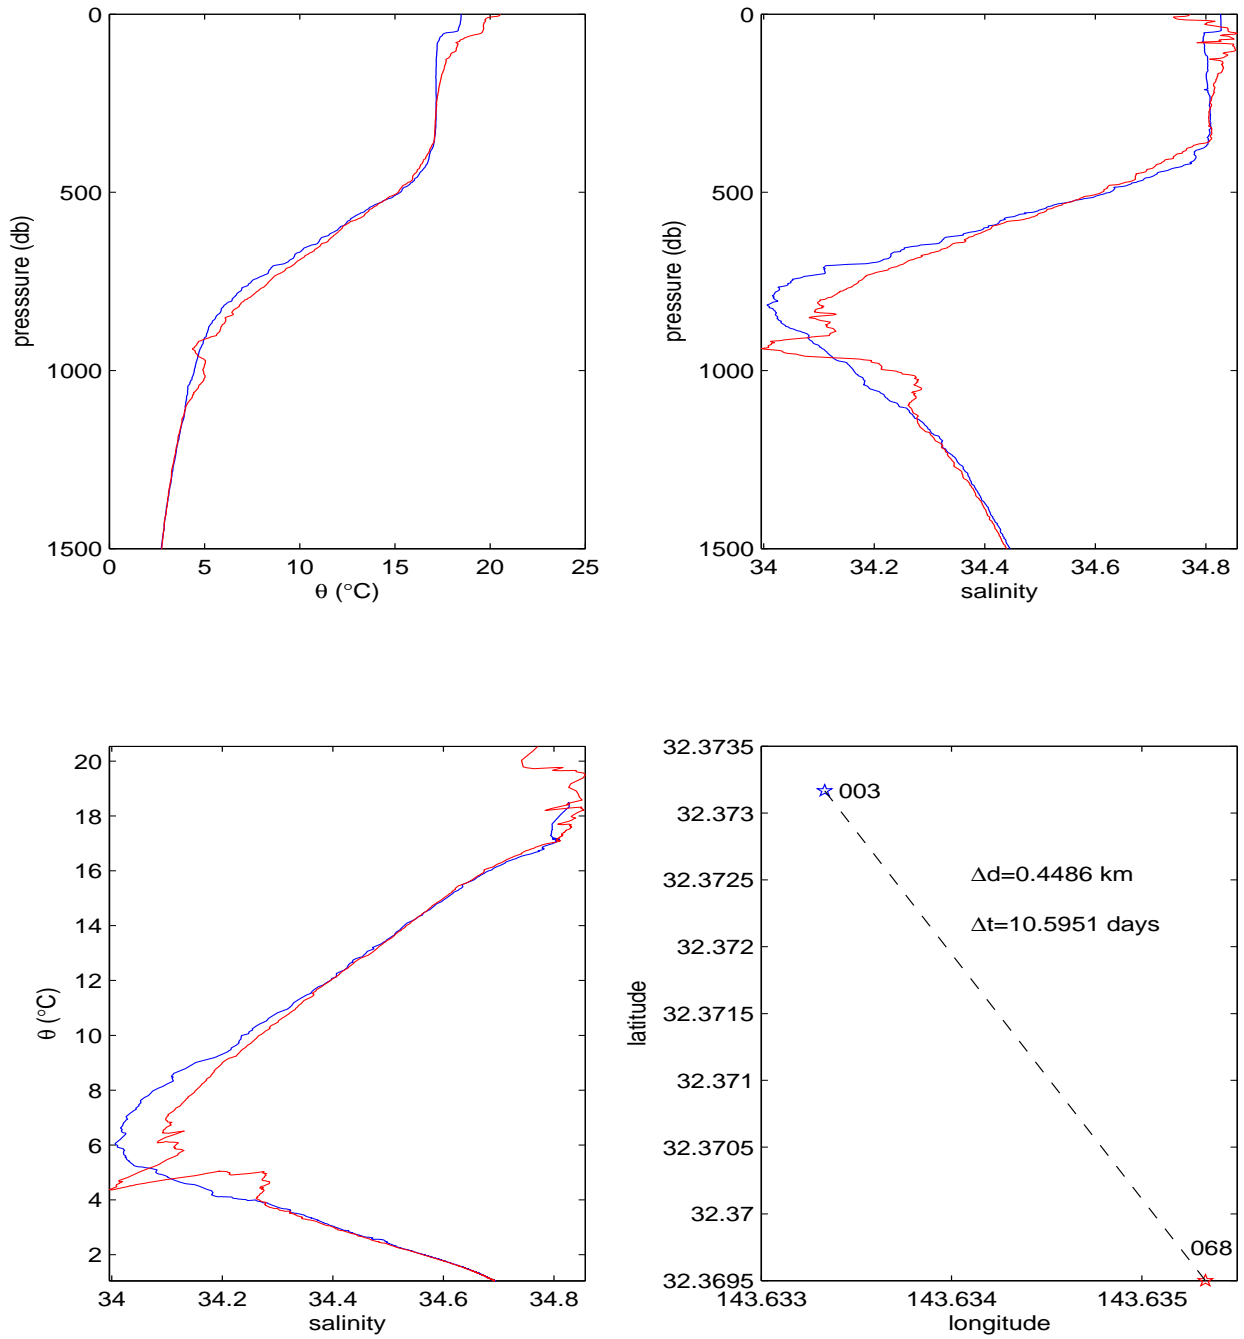 0
500
1000
1500
presssure (db)
0 5 10 15 20 25
θ (°C)
0
500
1000
1500
pressure (db)
34 34.2 34.4 34.6 34.8
salinity
20
18
16
14
12
10
8
6
4
2
θ (°C)
34 34.2 34.4 34.6 34.8
salinity
32.3735
32.373
32.3725
32.372
32.3715
32.371
32.3705
32.37
32.3695
latitude
003
Δd=0.4486 km
Δt=10.5951 days
068
143.633 143.634 143.635
longitude